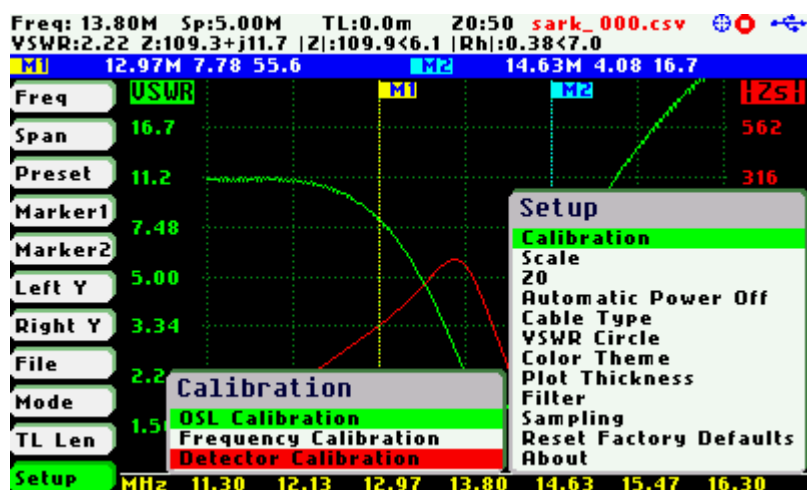 Freq: 13.80M Sp:5.00M TL:0.0m Z0:50 sark_000.csv
VSWR:2.22 Z:109.3+j11.7 |Z|:109.9<6.1 |Rh|:0.38<7.0
M1 12.97M 7.78 55.6 M2 14.63M 4.08 16.7
Freq
Span
Preset
Marker1
Marker2
Left Y
Right Y
File
Mode
TL Len
Setup
VSWR
M1
M2
|Zs|
16.7
11.2
7.48
5.00
3.34
2.2
1.5
562
316
Setup
Calibration
Scale
Z0
Automatic Power Off
Cable Type
VSWR Circle
Color Theme
Plot Thickness
Filter
Sampling
Reset Factory Defaults
About
Calibration
OSL Calibration
Frequency Calibration
Detector Calibration
MHz 11.30 12.13 12.97 13.80 14.63 15.47 16.30